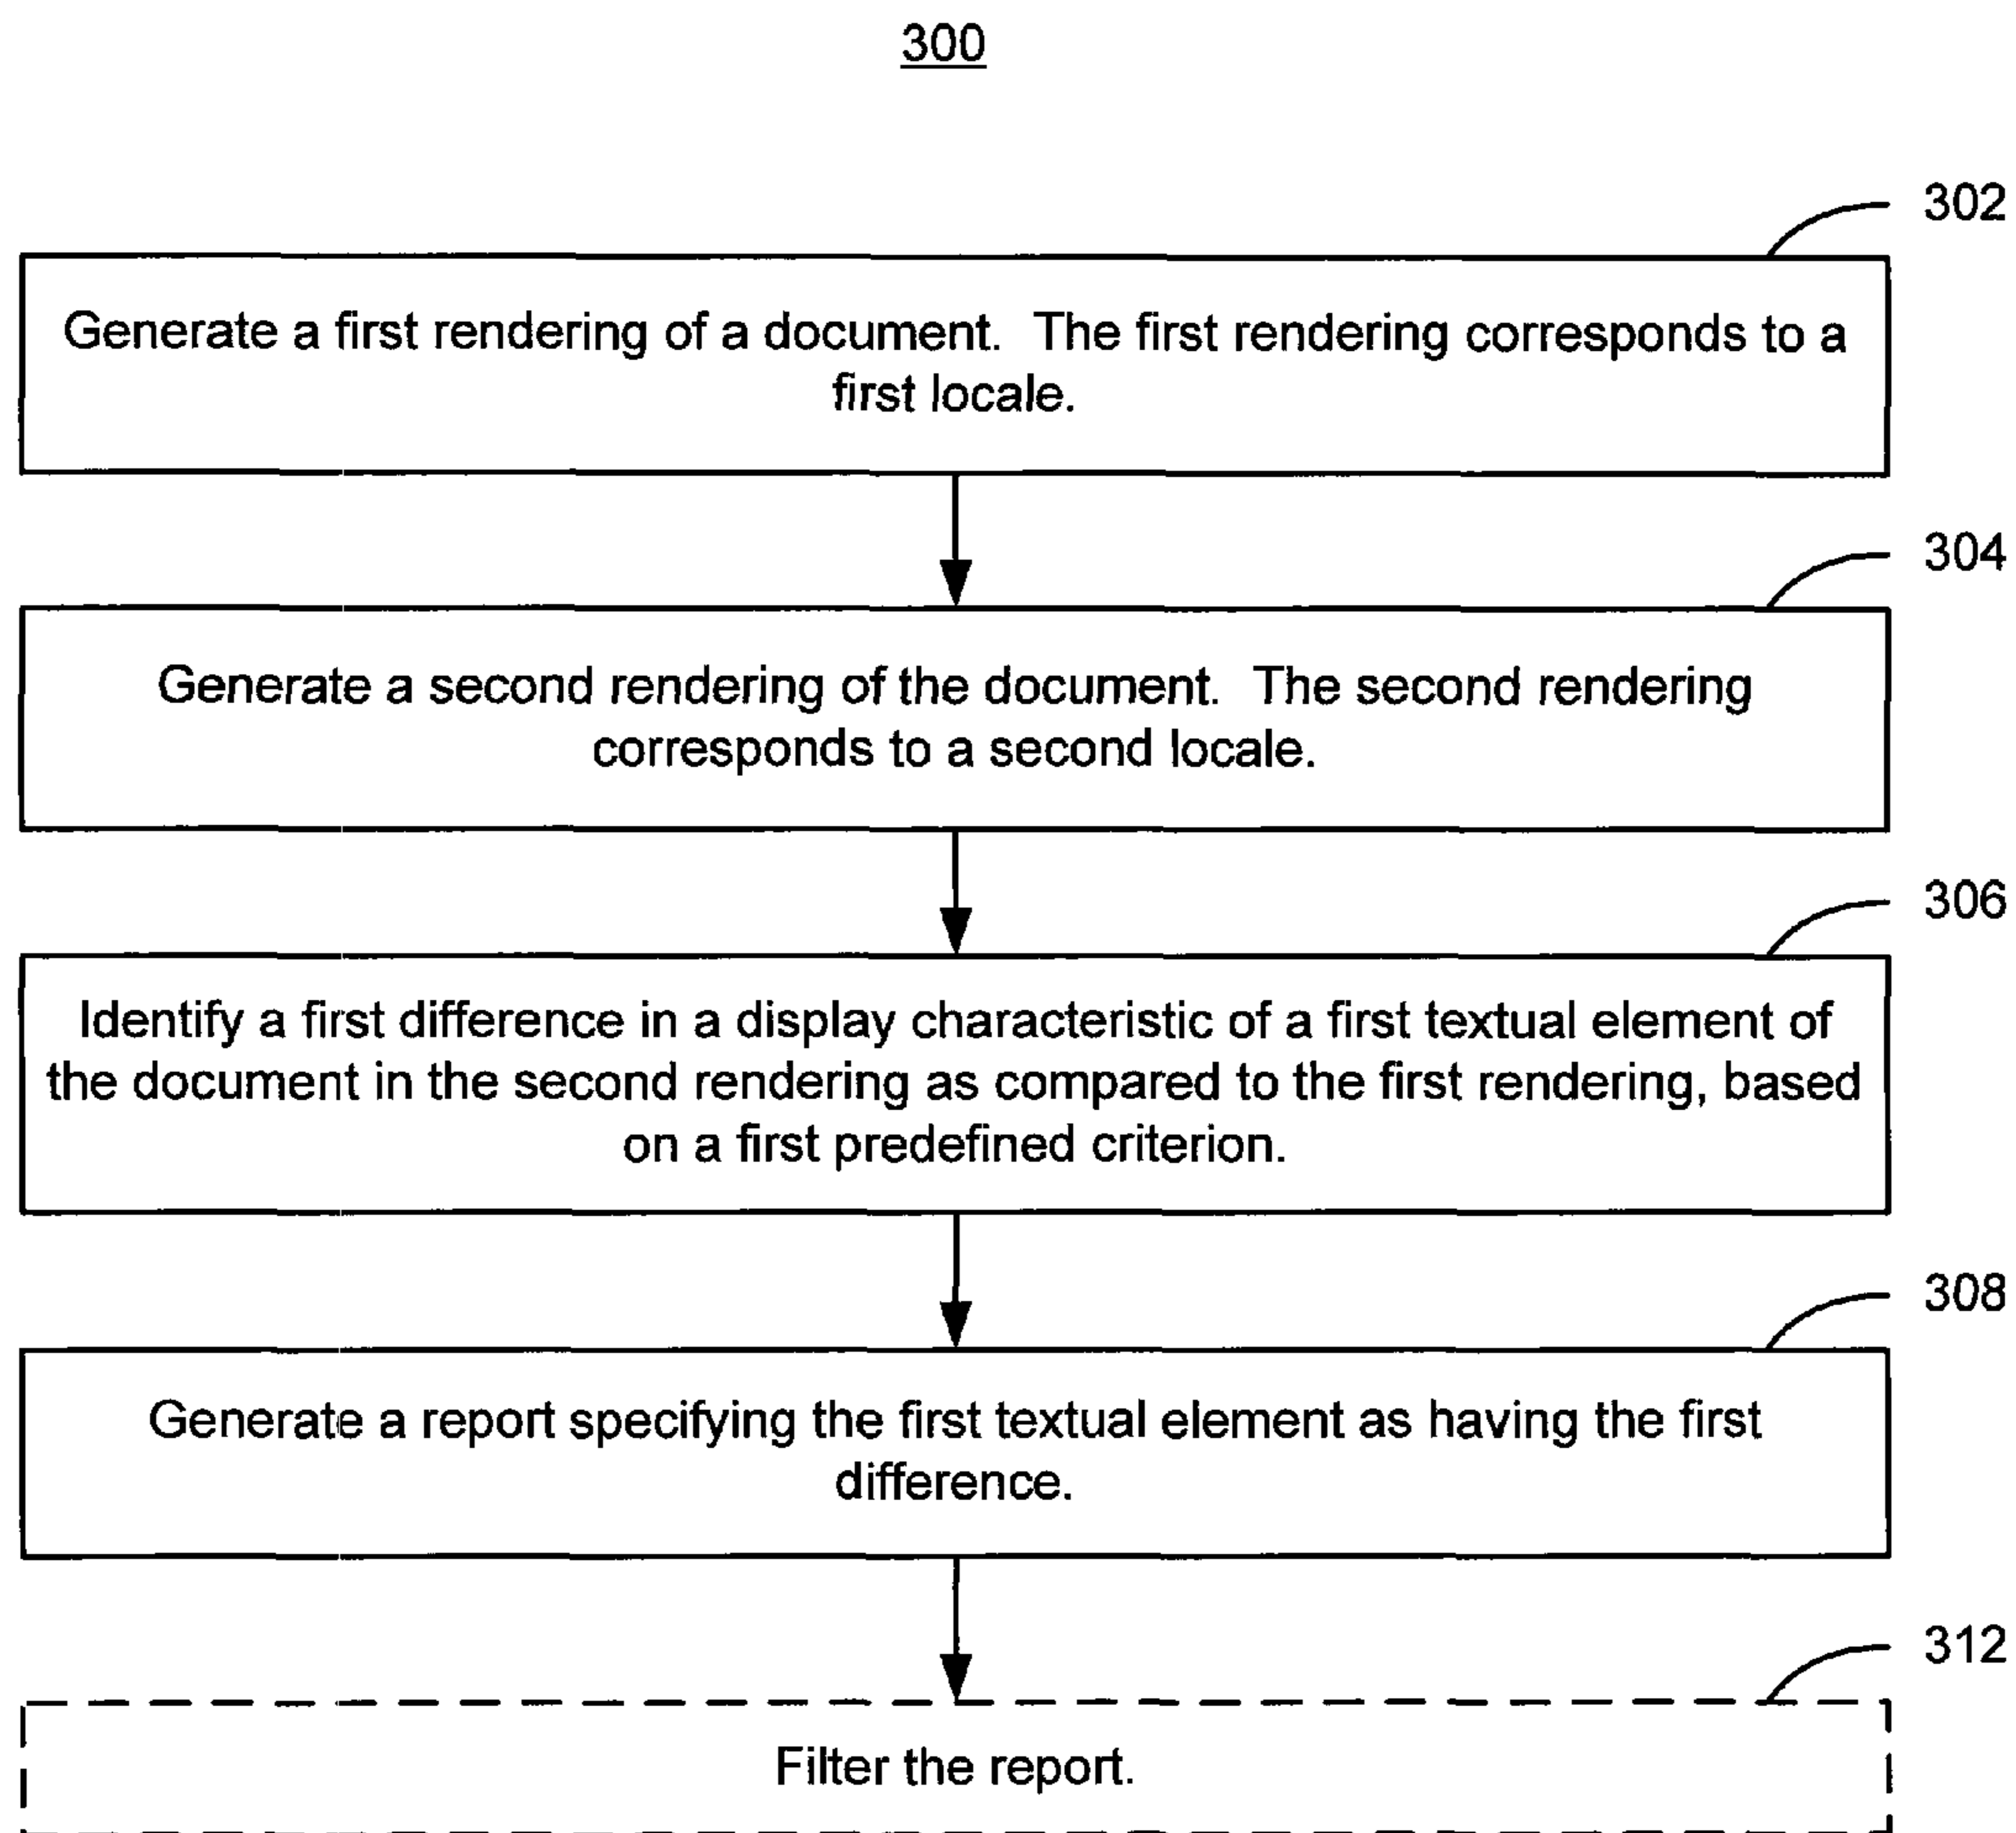 300
302
Generate a first rendering of a document. The first rendering corresponds to a
first locale.
304
Generate a second rendering of the document. The second rendering
corresponds to a second locale.
306
Identify a first difference in a display characteristic of a first textual element of
the document in the second rendering as compared to the first rendering, based
on a first predefined criterion.
308
Generate a report specifying the first textual element as having the first
difference.
312
Filter the report.